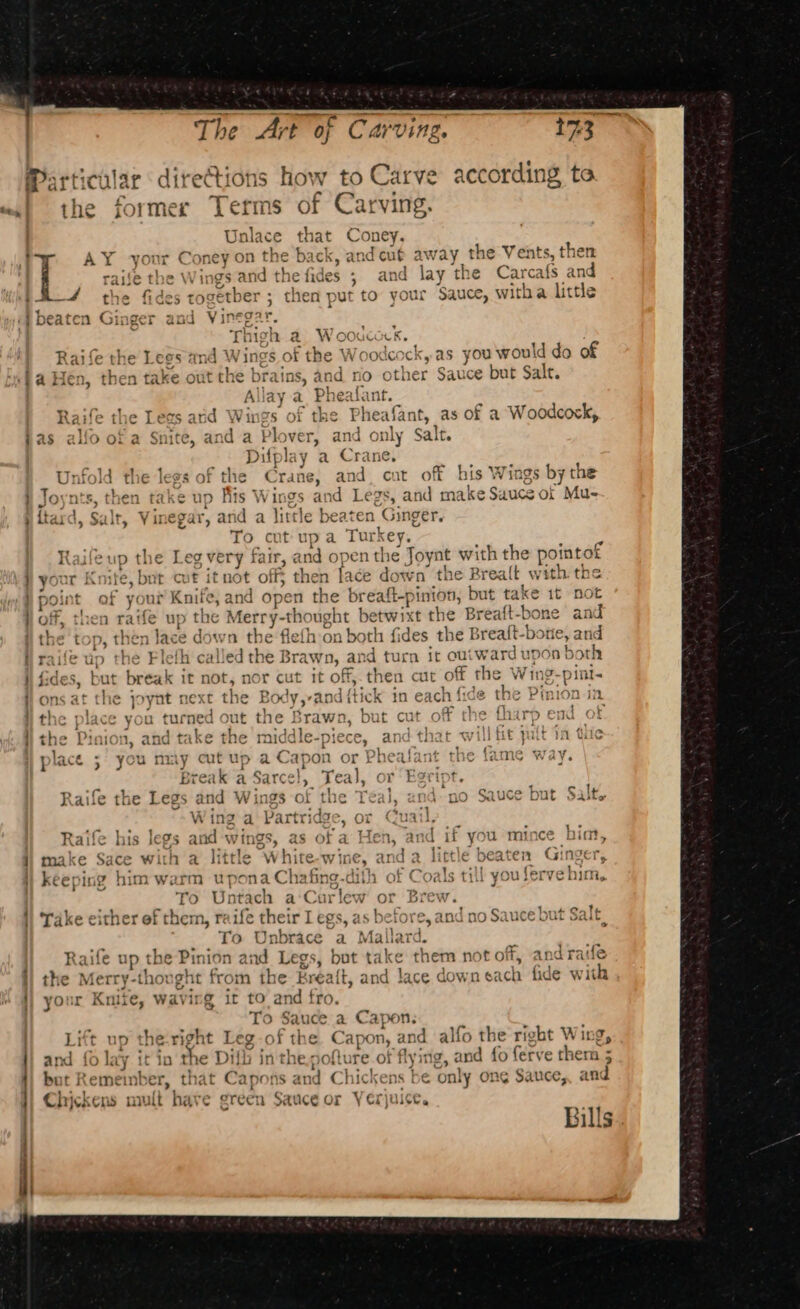 The Art of Carving. 173
Particular directions how to Carve according to
the former Terms of Carving.
Unlace that Coney.
LAY your Coney on the back, and cut away the Vents, then
raiſe the Wings and the ſides ; and lay the Carcaſs and
the ſides together ; then put to your Sauce, with a little
beaten Ginger and Vinegar.
Thigh a Woodcock.
Raiſe the Legs and Wings of the Woodcock, as you would do of
a Hen, then take out the brains, and no other Sauce but Salt.
Allay a Pheaſant.
Raiſe the Legs and Wings of the Pheaſant, as of a Woodcock,
as alſo of a Snite, and a Plover, and only Salt.
Diſplay a Crane.
Unfold the legs of the Crane, and cut off his Wings by the
Joynts, then take up his Wings and Legs, and make Sauce of Mu-
ſtard, Salt, Vinegar, and a little beaten Ginger.
To cut up a Turkey.
Raiſe up the Leg very fair, and open the Joynt with the point of
your Knife, but cut it not off; then lace down the Breaſt with the
point of your Knife, and open the breaſt-pinion, but take it not
off, then raiſe up the Merry-thought betwixt the Breaſt-bone and
the top, then lace down the fleſh on both ſides the Breaſt-bone, and
raiſe up the Fleſh called the Brawn, and turn it outward upon both
ſides, but break it not, nor cut it off, then cut off the Wing-pini-
ons at the joynt next the Body, and ſtick in each ſide the Pinion in
the place you turned out the Brawn, but cut off the ſharp end of
the Pinion, and take the middle-piece, and that will fit juſt in the
place ; you may cut up a Capon or Pheaſant the ſame way.
Break a Sarcel, Teal, or Egript.
Raiſe the Legs and Wings of the Teal, and no Sauce but Salt.
Wing a Partridge, or Quail.
Raiſe his legs and wings, as of a Hen, and if you mince him,
make Sace with a little White-wine, and a little beaten Ginger,
keeping him warm upon a Chafing-diſh of Coals till you ſerve him.
To Untach a Curlew or Brew.
Take either of them, raiſe their Legs, as before, and no Sauce but Salt
To Unbrace a Mallard.
Raiſe up the Pinion and Legs, but take them not off, and raiſe
the Merry-thought from the Breaſt, and lace down each ſide with
your Knife, waving it to and fro.
To Sauce a Capon.
Lift up the right Leg of the Capon, and alſo the right Wing,
and ſo lay it in the Diſh in the poſture of flying, and ſo ſerve them ;
but Remember, that Capons and Chickens be only one Sauce, and
Chickens muſt have green Sauce or Verjuice.
Bills